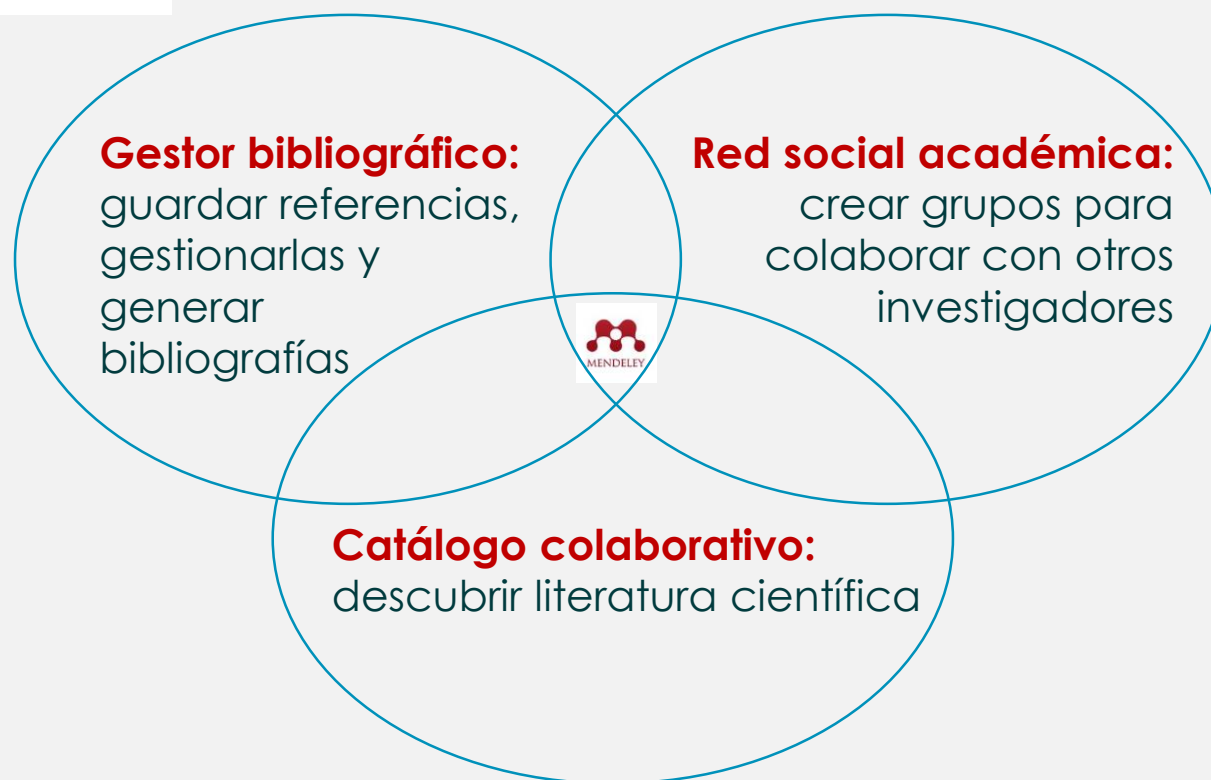 Gestor bibliográfico:
guardar referencias,
gestionarlas y
generar
bibliografías
Red social académica:
crear grupos para
colaborar con otros
investigadores
MENDELEY
Catálogo colaborativo:
descubrir literatura científica